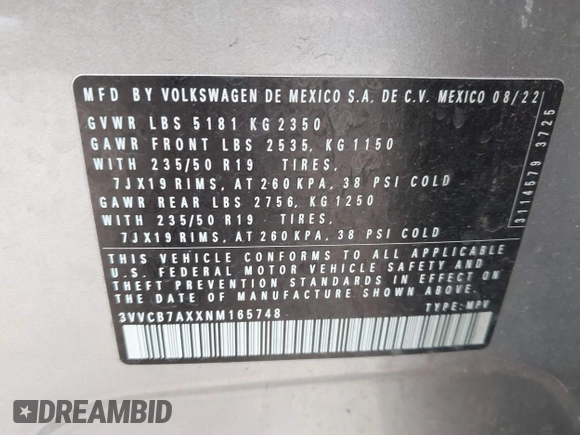 MFD BY VOLKSWAGEN DE MEXICO S.A. DE C.V. MEXICO 08/22
GVWR LBS 5181 KG 2350
GAWR FRONT LBS 2535, KG 1150
WITH 235/50 R19 TIRES,
7JX19 RIMS, AT 260 KPA, 38 PSI COLD
GAWR REAR LBS 2756, KG 1250
WITH 235/50 R19 TIRES,
7JX19 RIMS, AT 260 KPA, 38 PSI COLD
THIS VEHICLE CONFORMS TO ALL APPLICABLE
U.S. FEDERAL MOTOR VEHICLE SAFETY AND
THEFT PREVENTION STANDARDS IN EFFECT ON
THE DATE OF MANUFACTURE SHOWN ABOVE.
3VVCB7AXXNM165748 TYPE: MPV
3114579 3725
DREAMBID